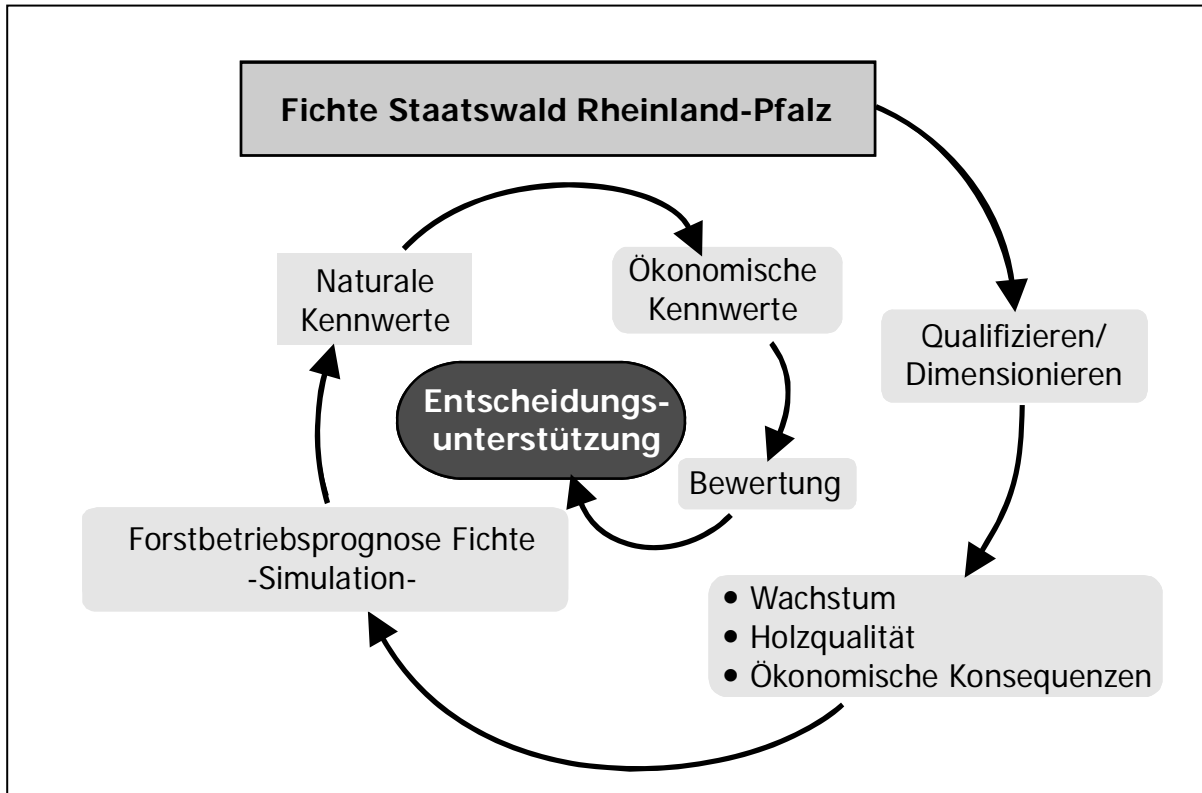 Fichte Staatswald Rheinland-Pfalz
Naturale
Kennwerte
Ökonomische
Kennwerte
Qualifizieren/
Dimensionieren
Entscheidungs-
unterstützung
Bewertung
Forstbetriebsprognose Fichte
-Simulation-
• Wachstum
• Holzqualität
• Ökonomische Konsequenzen